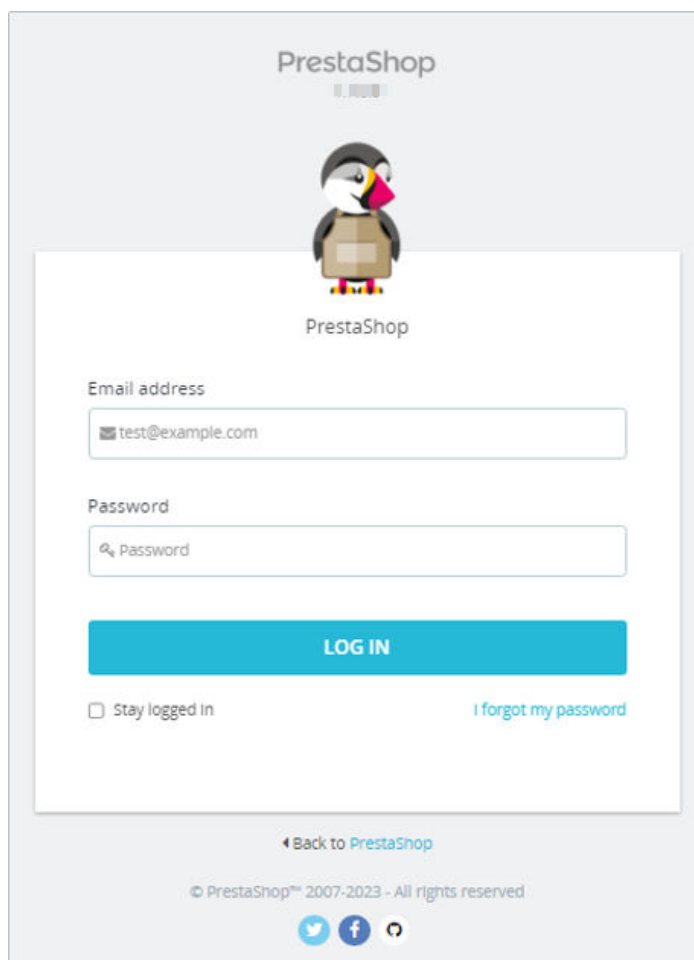 PrestaShop
PrestaShop
Email address
test@example.com
Password
Password
LOG IN
Stay logged in
I forgot my password
Back to PrestaShop
© PrestaShop™ 2007-2023 - All rights reserved